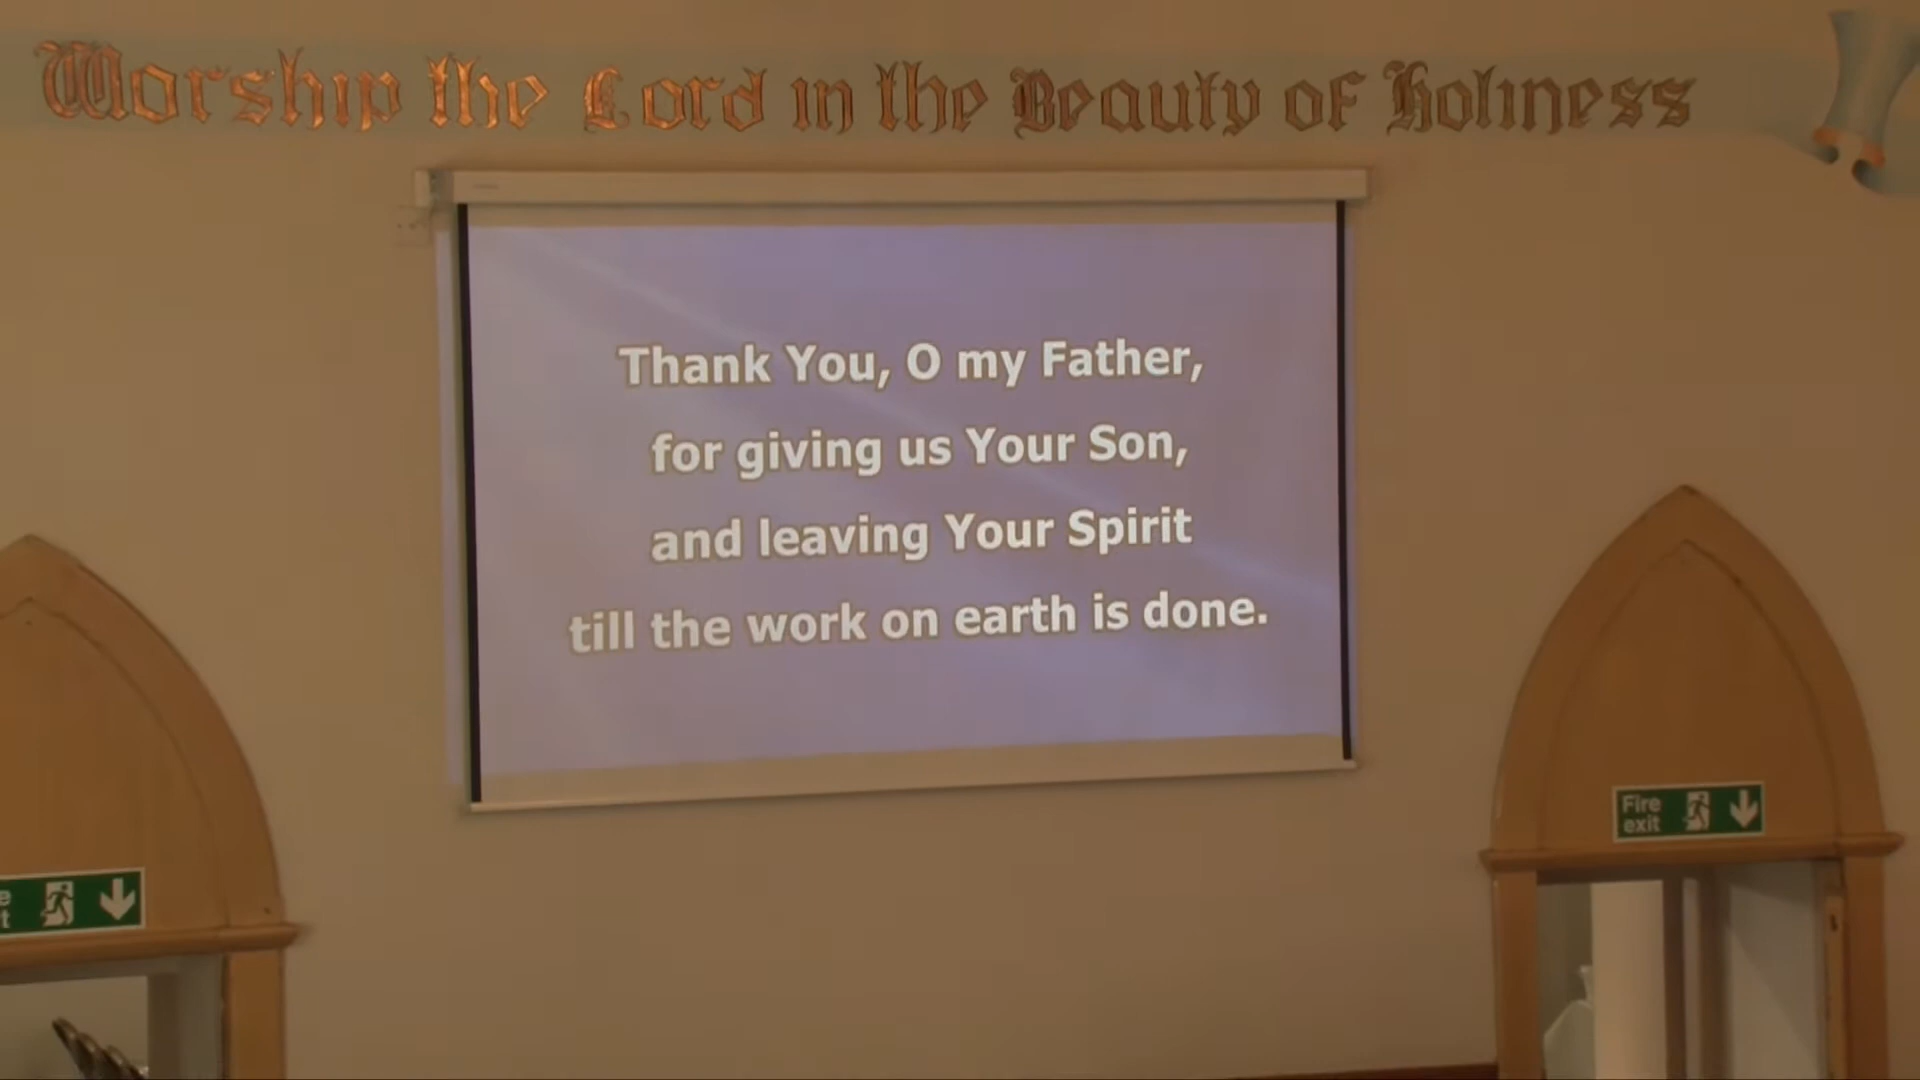 Worship the Lord in the Beauty of Holiness
Thank You, O my Father,
for giving us Your Son,
and leaving Your Spirit
till the work on earth is done.
Fire
exit
e
t